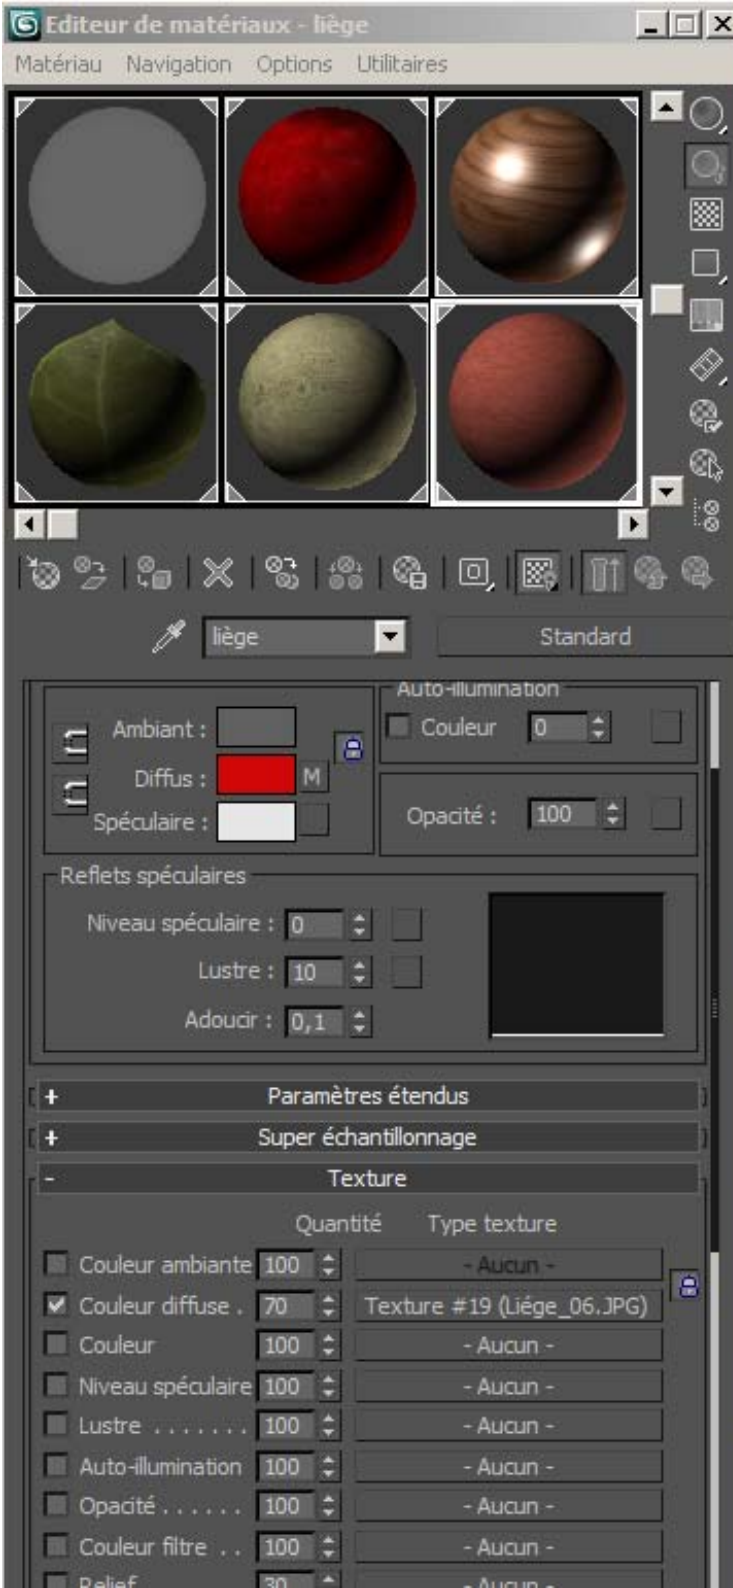 Editeur de matériaux - liège
Matériau Navigation Options Utilitaires
liège Standard
Auto-illumination
Ambiant : Couleur 0
Diffus : M
Opacité : 100
Spéculaire :
Reflets spéculaires
Niveau spéculaire : 0
Lustre : 10
Adoucir : 0,1
+ Paramètres étendus
+ Super échantillonnage
- Texture
Quantité Type texture
Couleur ambiante 100 - Aucun -
Couleur diffuse . 70 Texture #19 (Liége_06.JPG)
Couleur 100 - Aucun -
Niveau spéculaire 100 - Aucun -
Lustre . . . . . . . 100 - Aucun -
Auto-illumination 100 - Aucun -
Opacité . . . . . . 100 - Aucun -
Couleur filtre . . 100 - Aucun -
Relief 30 - Aucun -